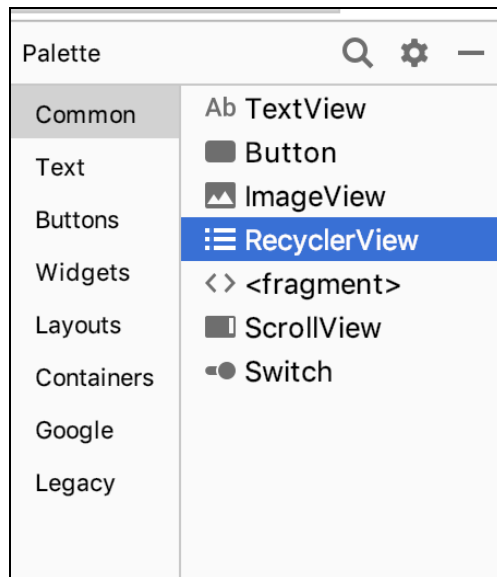 Palette
Common
Text
Buttons
Widgets
Layouts
Containers
Google
Legacy
Ab TextView
Button
ImageView
RecyclerView
<fragment>
ScrollView
Switch